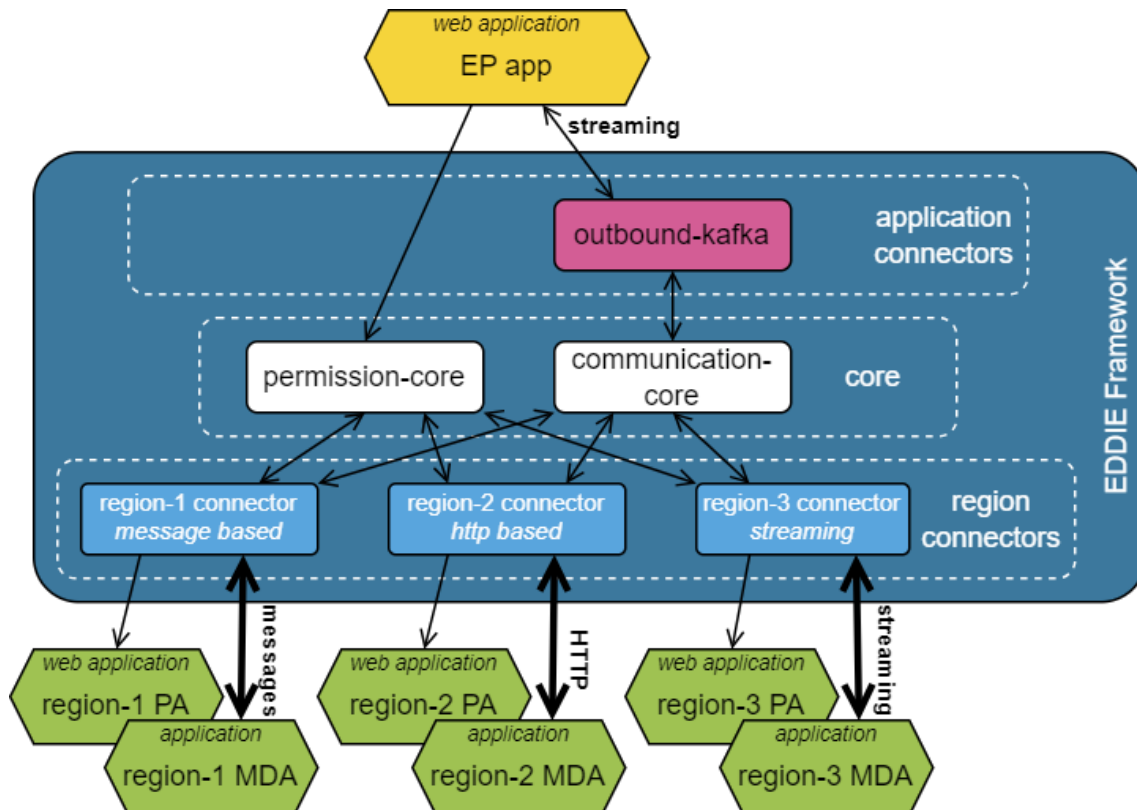 web application
EP app
streaming
outbound-kafka
application
connectors
permission-core
communication-
core
core
EDDIE Framework
region-1 connector
message based
region-2 connector
http based
region-3 connector
streaming
region
connectors
messages
HTTP
streaming
web application
region-1 PA
web application
region-2 PA
web application
region-3 PA
application
region-1 MDA
application
region-2 MDA
application
region-3 MDA